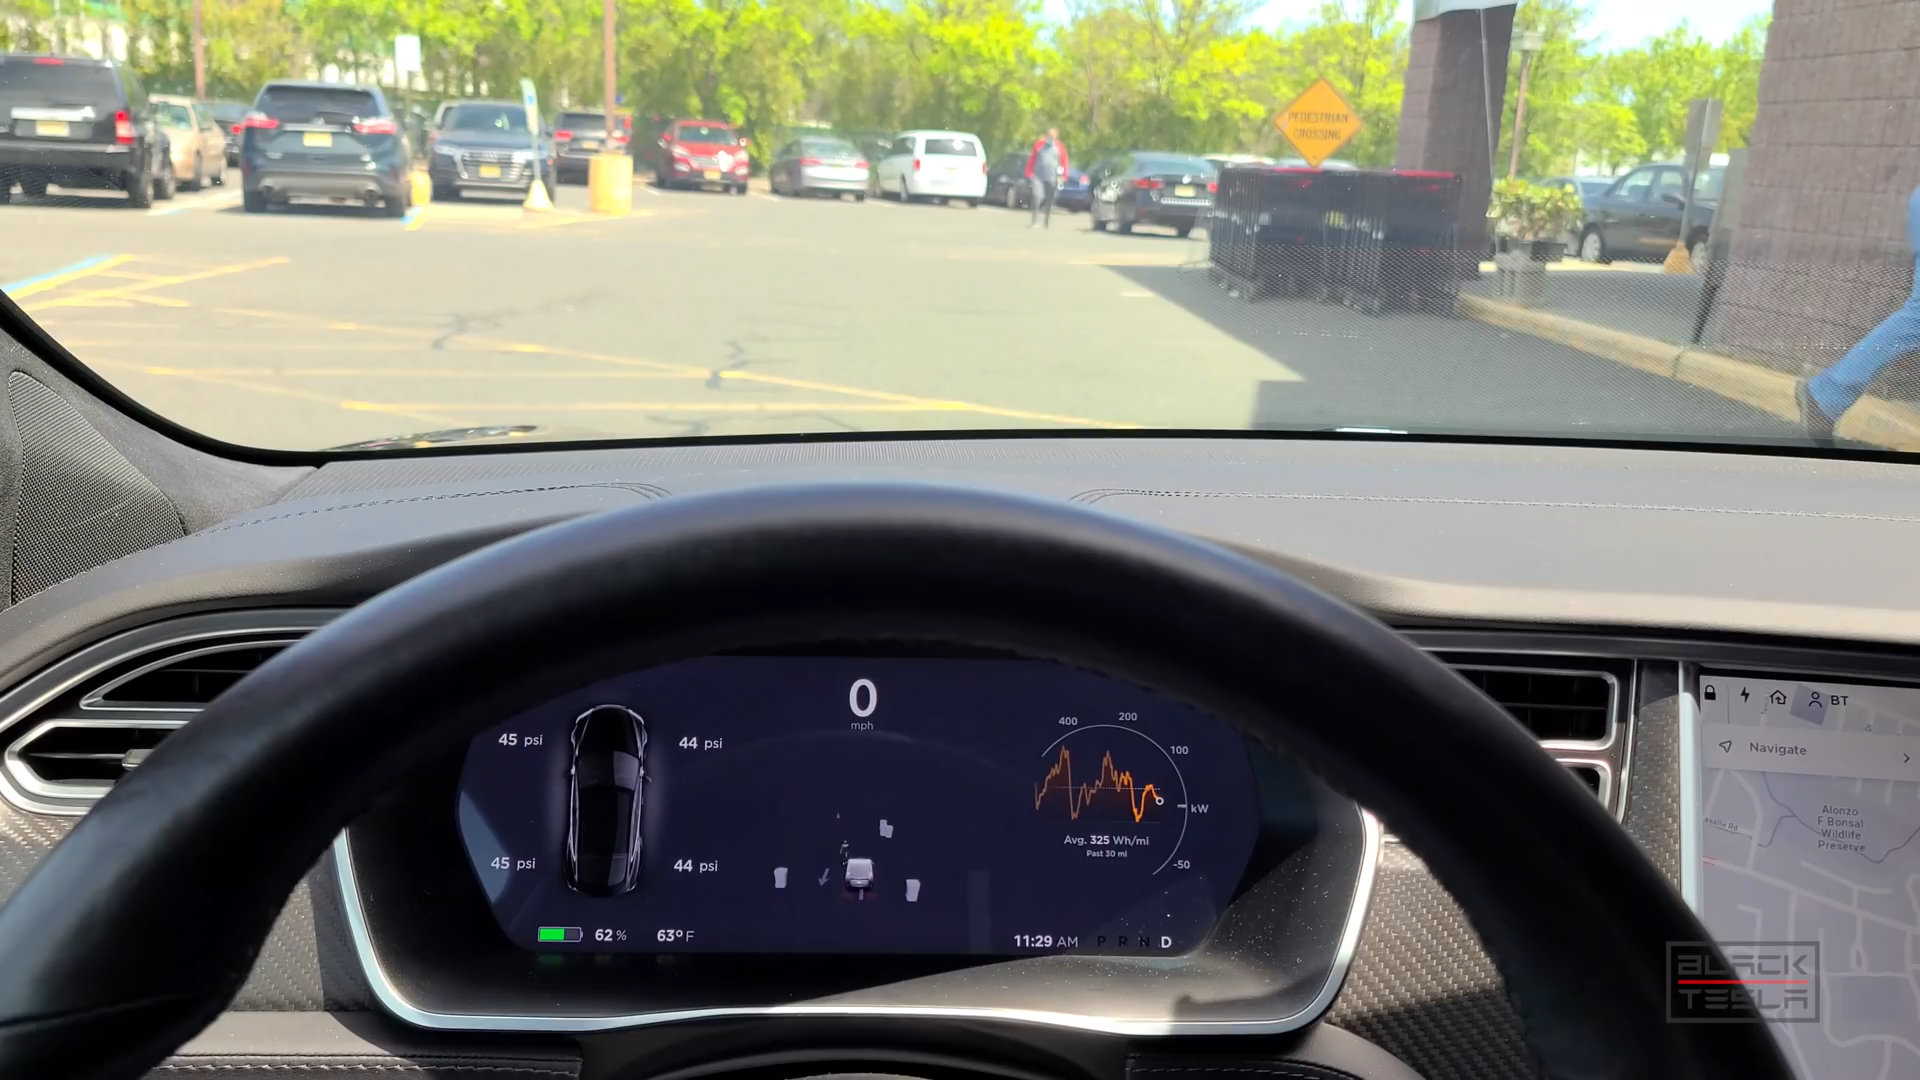 PEDESTRIAN
CROSSING
0
mph
45 psi
44 psi
45 psi
44 psi
62 %
63° F
400
200
100
kW
-50
Avg. 325 Wh/mi
Past 30 mi
11:29 AM
P R N D
BT
Navigate
Alonzo
F Bonsal
Wildlife
Preserve
BLACK
TESLA